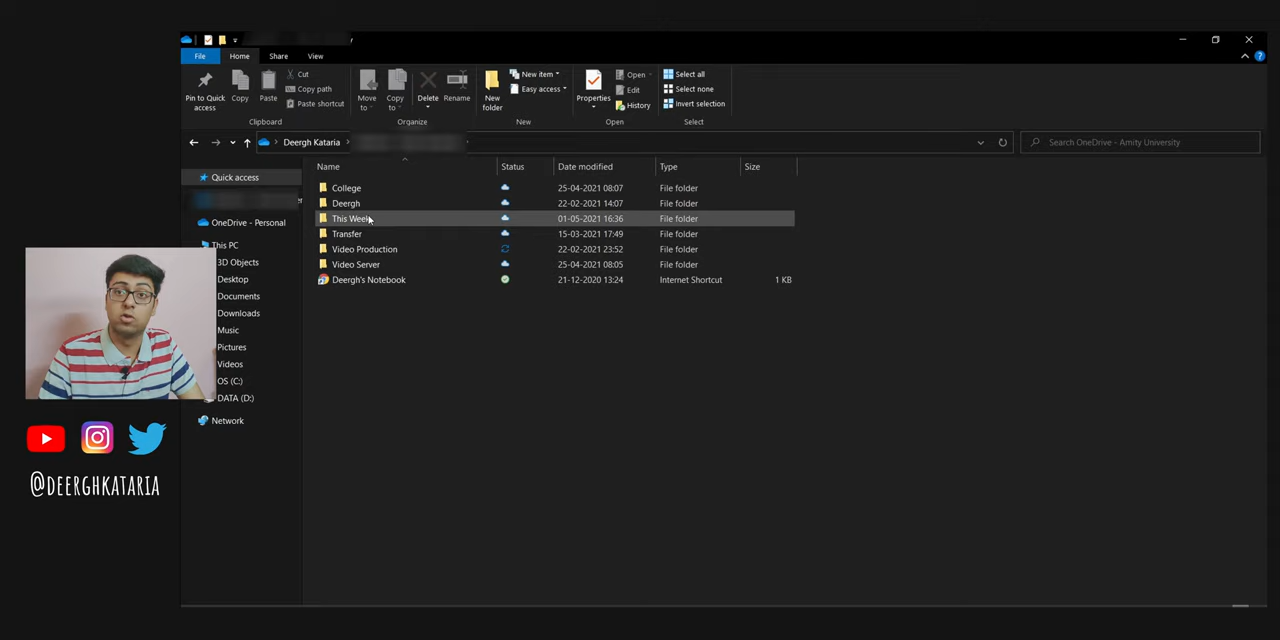 File Home Share View
Pin to Quick access
Copy
Paste
Cut
Copy path
Paste shortcut
Clipboard
Move to
Copy to
Delete
Rename
Organize
New folder
New item
Easy access
New
Properties
Open
Edit
History
Open
Select all
Select none
Invert selection
Select
Deergh Kataria
Search OneDrive - Amity University
Name Status Date modified Type Size
College 25-04-2021 08:07 File folder
Deergh 22-02-2021 14:07 File folder
This Week 01-05-2021 16:36 File folder
Transfer 15-03-2021 17:49 File folder
Video Production 22-02-2021 23:52 File folder
Video Server 25-04-2021 08:05 File folder
Deergh's Notebook 21-12-2020 13:24 Internet Shortcut 1 KB
Quick access
OneDrive - Personal
This PC
3D Objects
Desktop
Documents
Downloads
Music
Pictures
Videos
OS (C:)
DATA (D:)
Network
@DEERGHKATARIA